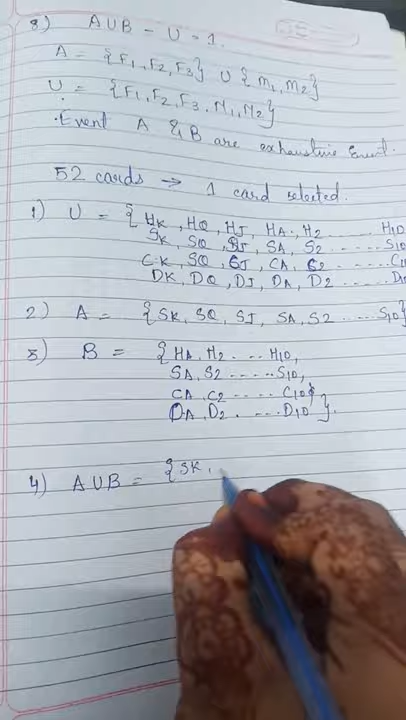 8) AUB - U = 1.
A = {F1, F2, F3} U {M1, M2}
U = {F1, F2, F3, M1, M2}
Event A & B are exhaustive Event.
52 cards → 1 card selected.
1) U = { HK, HQ, HJ, HA, H2 ...... H10
SK, SQ, SJ, SA, S2 ..... S10
CK, SQ, CJ, CA, C2 ..... C10
DK, DQ, DJ, DA, D2 ..... D10
2) A = {SK, SQ, SJ, SA, S2 ..... S10}
3) B = {HA, H2 .. .. H10,
SA, S2 ...... S10,
CA, C2 ..... C10}
DA, D2. .... D10 }.
4) AUB = {SK,